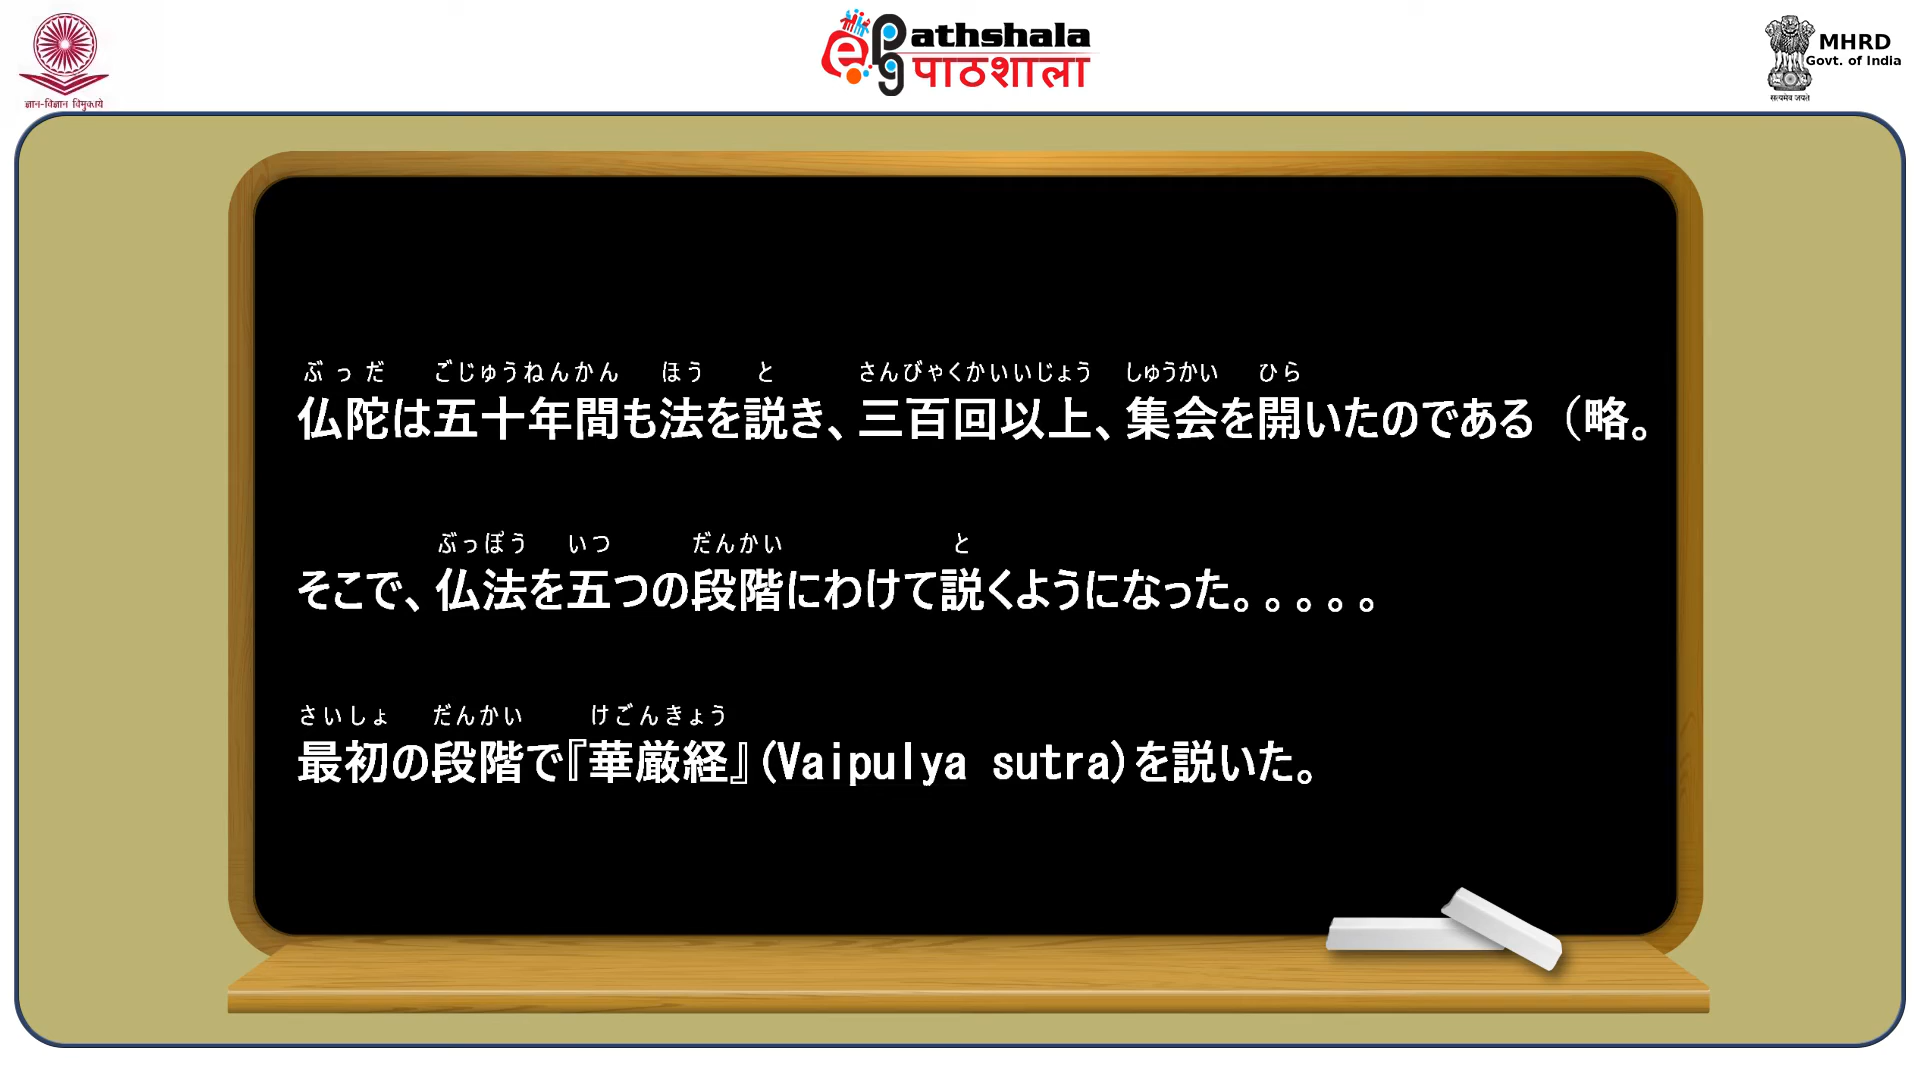 ज्ञान-विज्ञान विमुक्तये
ePathshala
पाठशाला
MHRD
Govt. of India
सत्यमेव जयते
ぶっだ ごじゅうねんかん ほう と さんびゃくかいいじょう しゅうかい ひら
仏陀は五十年間も法を説き、三百回以上、集会を開いたのである（略。
ぶっぽう いつ だんかい と
そこで、仏法を五つの段階にわけて説くようになった。。。。。
さいしょ だんかい けごんきょう
最初の段階で『華厳経』(Vaipulya sutra)を説いた。